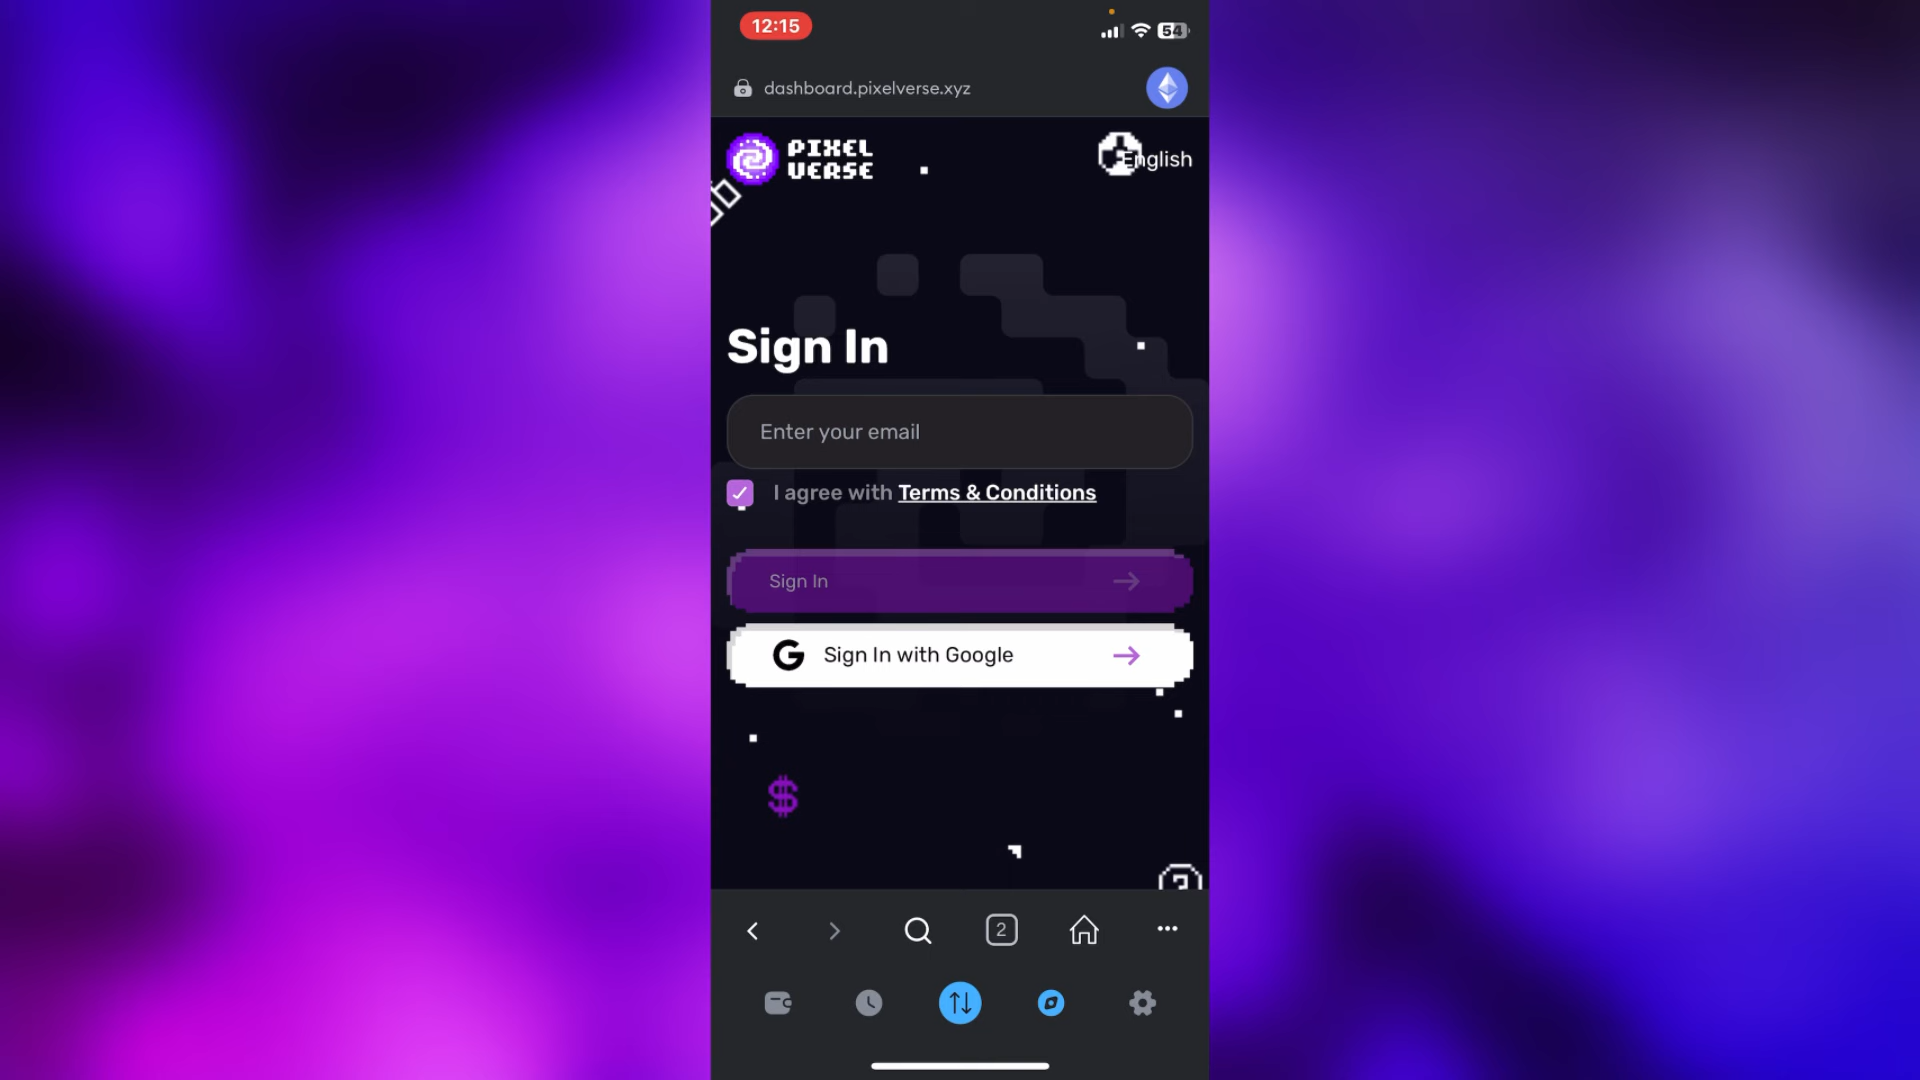 12:15
54
dashboard.pixelverse.xyz
PIXEL
VERSE
English
Sign In
Enter your email
I agree with Terms & Conditions
Sign In
Sign In with Google
$
2